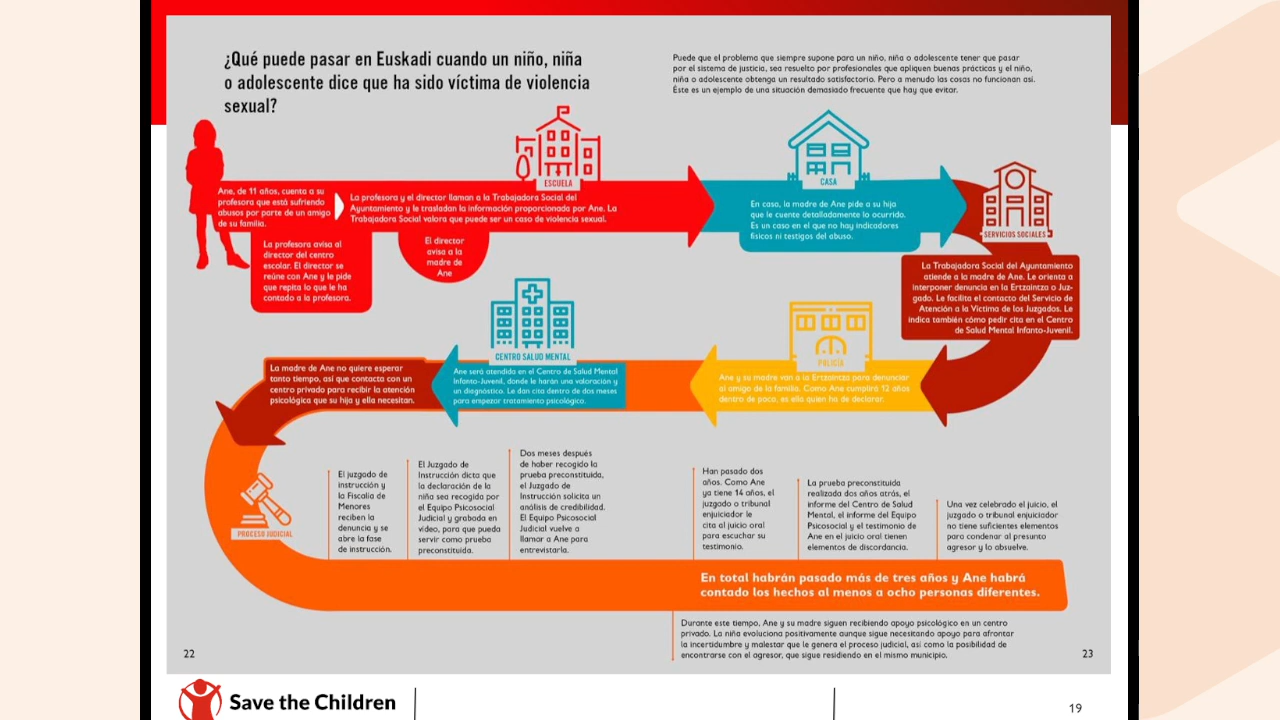 ¿Qué puede pasar en Euskadi cuando un niño, niña
o adolescente dice que ha sido víctima de violencia
sexual?
Puede que el problema que siempre supone para un niño, niña o adolescente tener que pasar
por el sistema de justicia, sea resuelto por profesionales que apliquen buenas prácticas y el niño,
niña o adolescente obtenga un resultado satisfactorio. Pero a menudo las cosas no funcionan así.
Éste es un ejemplo de una situación demasiado frecuente que hay que evitar.
Ane, de 11 años, cuenta a su
profesora que está sufriendo
abusos por parte de un amigo
de su familia.
La profesora avisa al
director del centro
escolar. El director se
reúne con Ane y le pide
que repita lo que le ha
contado a la profesora.
ESCUELA
La profesora y el director llaman a la Trabajadora Social del
Ayuntamiento y le trasladan la información proporcionada por Ane. La
Trabajadora Social valora que puede ser un caso de violencia sexual.
El director
avisa a la
madre de
Ane
CASA
En casa, la madre de Ane pide a su hija
que le cuente detalladamente lo ocurrido.
Es un caso en el que no hay indicadores
físicos ni testigos del abuso.
SERVICIOS SOCIALES
La Trabajadora Social del Ayuntamiento
atiende a la madre de Ane. Le orienta a
interponer denuncia en la Ertzaintza o Juz-
gado. Le facilita el contacto del Servicio de
Atención a la Víctima de los Juzgados. Le
indica también cómo pedir cita en el Centro
de Salud Mental Infanto-Juvenil.
POLICÍA
Ane y su madre van a la Ertzaintza para denunciar
al amigo de la familia. Como Ane cumplirá 12 años
dentro de poco, es ella quien ha de declarar.
CENTRO SALUD MENTAL
Ane será atendida en el Centro de Salud Mental
Infanto-Juvenil, donde le harán una valoración y
un diagnóstico. Le dan cita dentro de dos meses
para empezar tratamiento psicológico.
La madre de Ane no quiere esperar
tanto tiempo, así que contacta con un
centro privado para recibir la atención
psicológica que su hija y ella necesitan.
PROCESO JUDICIAL
El juzgado de
instrucción y
la Fiscalía de
Menores
reciben la
denuncia y se
abre la fase
de instrucción.
El Juzgado de
Instrucción dicta que
la declaración de la
niña sea recogida por
el Equipo Psicosocial
Judicial y grabada en
vídeo, para que pueda
servir como prueba
preconstituida.
Dos meses después
de haber recogido la
prueba preconstituida,
el Juzgado de
Instrucción solicita un
análisis de credibilidad.
El Equipo Psicosocial
Judicial vuelve a
llamar a Ane para
entrevistarla.
Han pasado dos
años. Como Ane
ya tiene 14 años, el
juzgado o tribunal
enjuiciador le
cita al juicio oral
para escuchar su
testimonio.
La prueba preconstituida
realizada dos años atrás, el
informe del Centro de Salud
Mental, el informe del Equipo
Psicosocial y el testimonio de
Ane en el juicio oral tienen
elementos de discordancia.
Una vez celebrado el juicio, el
juzgado o tribunal enjuiciador
no tiene suficientes elementos
para condenar al presunto
agresor y lo absuelve.
En total habrán pasado más de tres años y Ane habrá
contado los hechos al menos a ocho personas diferentes.
Durante este tiempo, Ane y su madre siguen recibiendo apoyo psicológico en un centro
privado. La niña evoluciona positivamente aunque sigue necesitando apoyo para afrontar
la incertidumbre y malestar que le genera el proceso judicial, así como la posibilidad de
encontrarse con el agresor, que sigue residiendo en el mismo municipio.
22
23
Save the Children
19